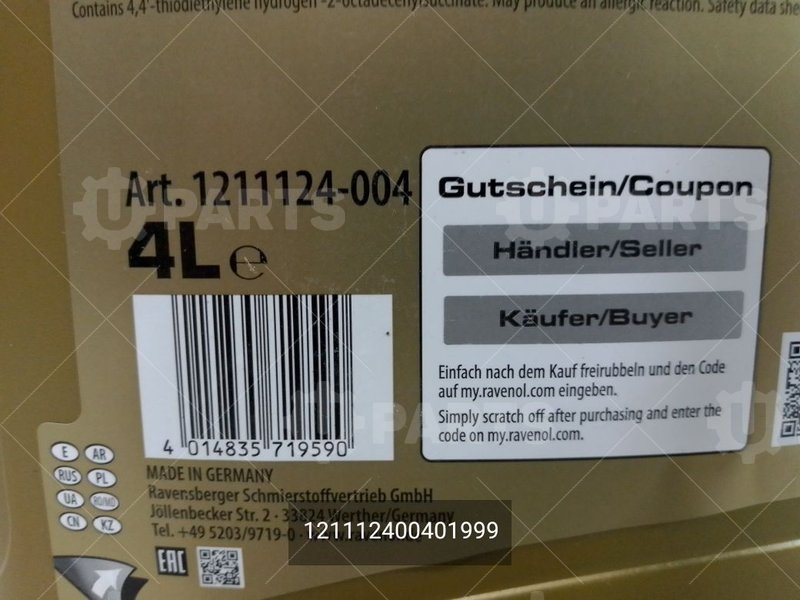 Contains 4,4'-thiodiethylene hydrogen -2-octadecenylsuccinate. May produce an allergic reaction. Safety data she
Art. 1211124-004
4L ℮
Gutschein/Coupon
Händler/Seller
Käufer/Buyer
Einfach nach dem Kauf freirubbeln und den Code
auf my.ravenol.com eingeben.
Simply scratch off after purchasing and enter the
code on my.ravenol.com.
4 014835 719590
E AR
RUS PL
UA RO/MD
CN KZ
MADE IN GERMANY
Ravensberger Schmierstoffvertrieb GmbH
Jöllenbecker Str. 2 · 33824 Werther/Germany
Tel. +49 5203/9719-0
EAC
121112400401999
UPARTS
UPARTS